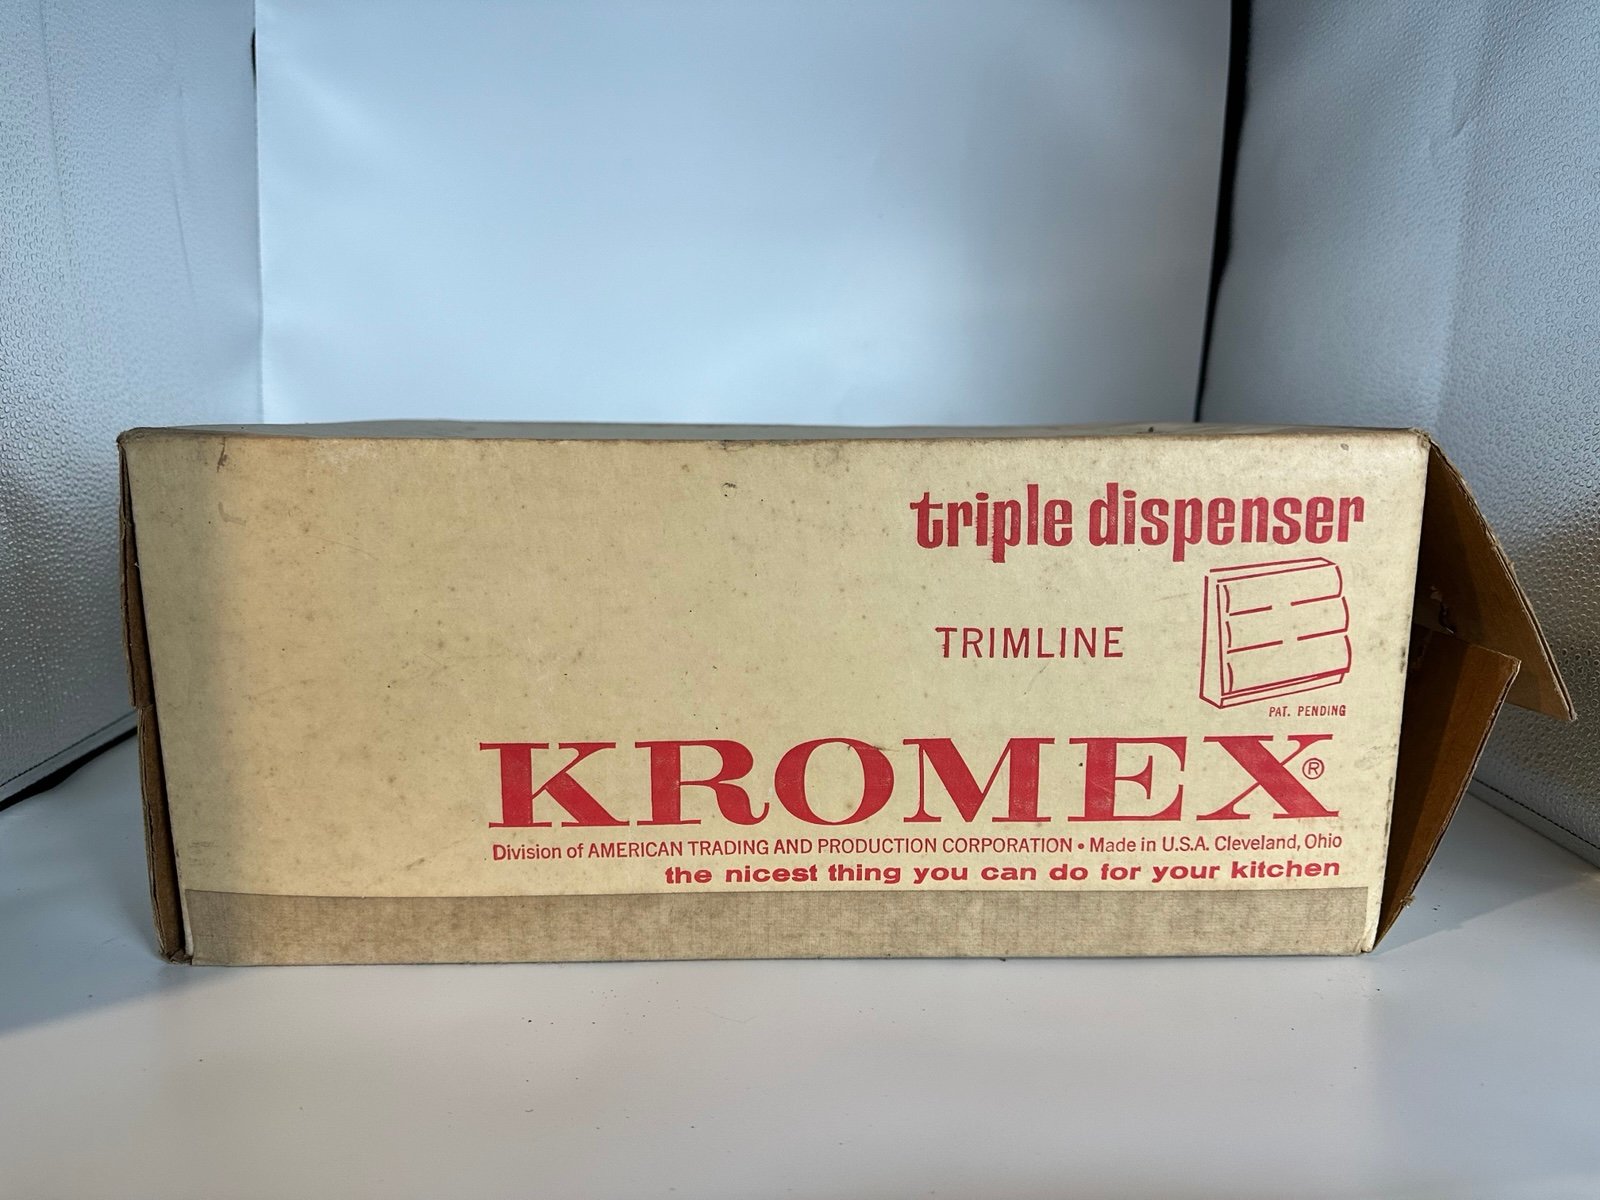 triple dispenser
TRIMLINE
PAT. PENDING
KROMEX®
Division of AMERICAN TRADING AND PRODUCTION CORPORATION • Made in U.S.A. Cleveland, Ohio
the nicest thing you can do for your kitchen